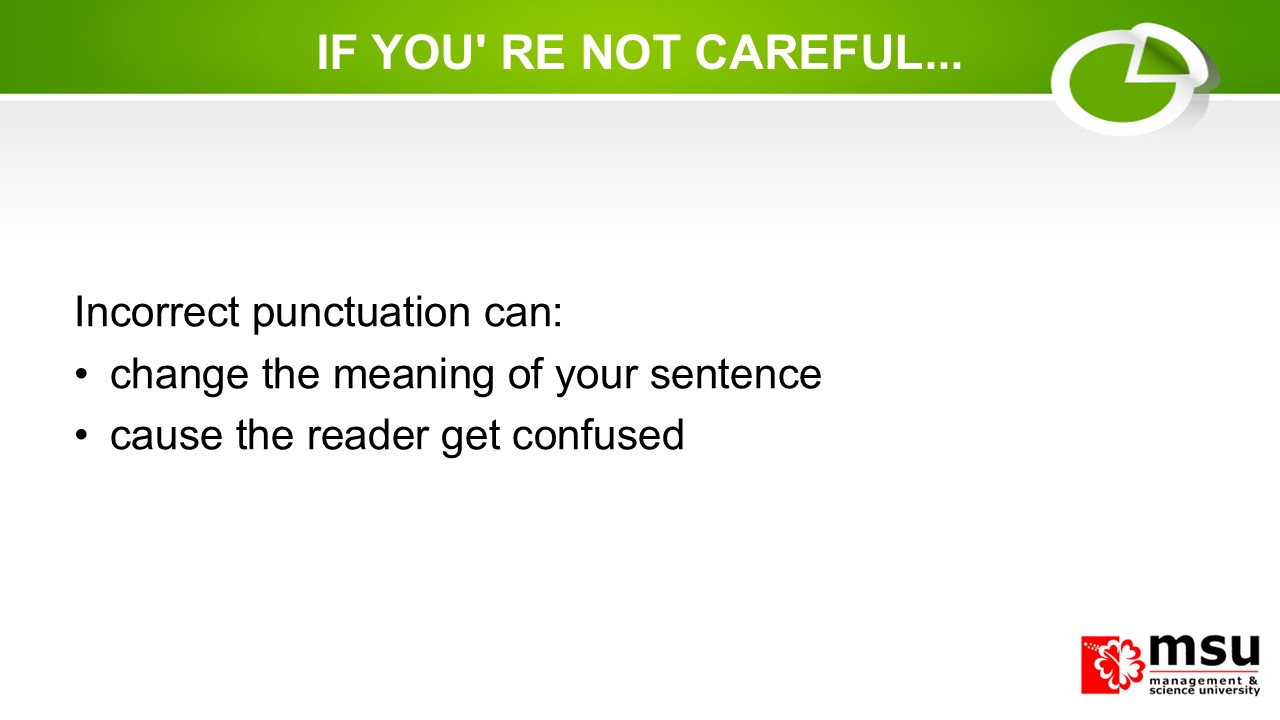 IF YOU' RE NOT CAREFUL...
Incorrect punctuation can:
• change the meaning of your sentence
• cause the reader get confused
msu
management &
science university